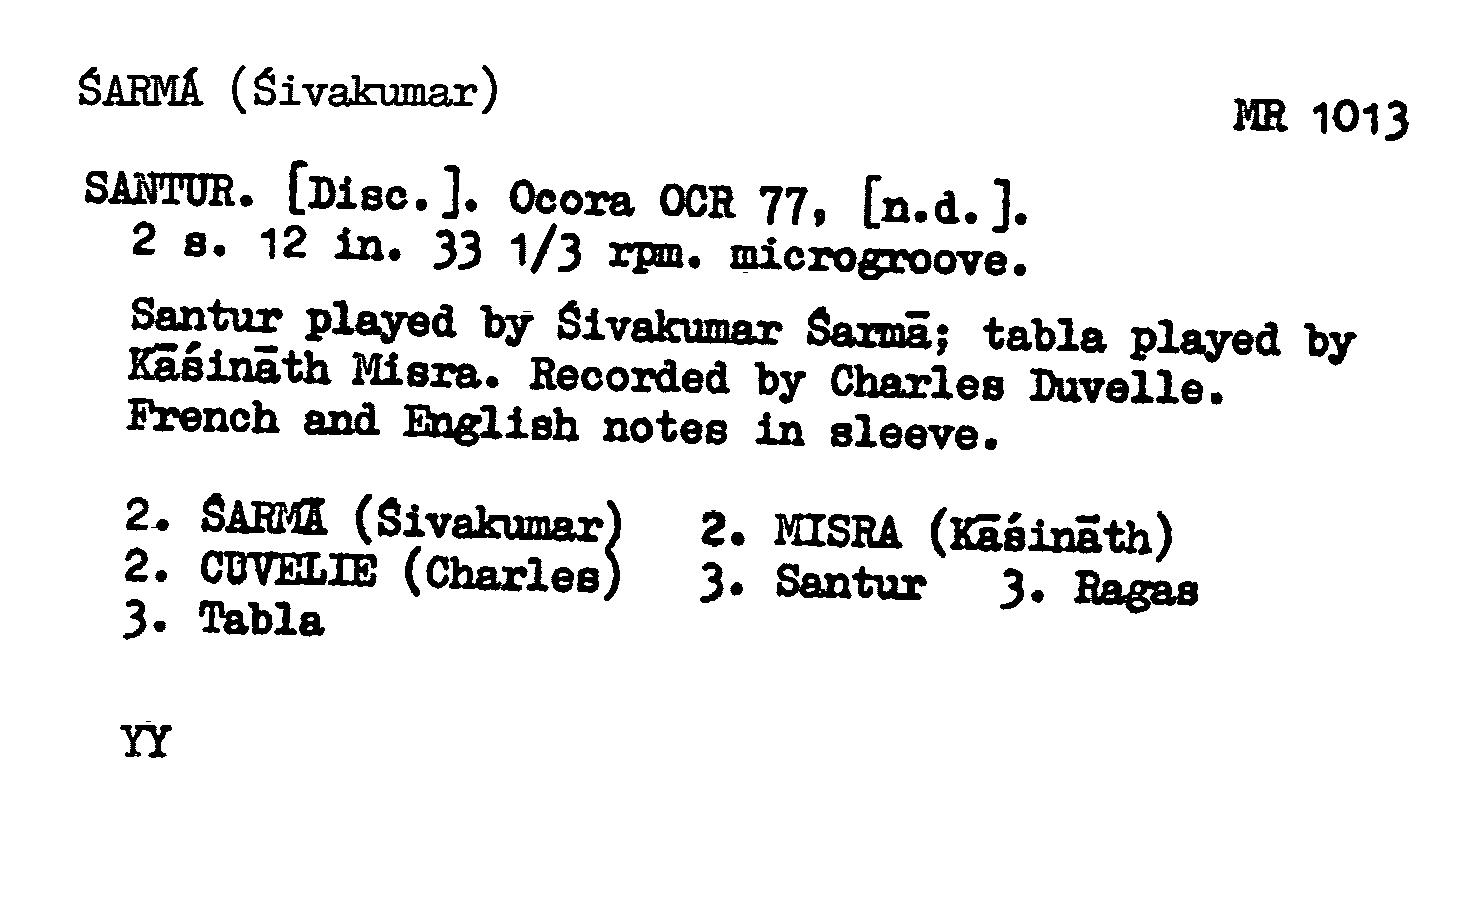 ŚARMÁ (Śivakumar)
MR 1013
SANTUR. [Disc.]. Ocora OCR 77, [n.d.].
2 s. 12 in. 33 1/3 rpm. microgroove.
Santur played by Śivakumar Śarmā; tabla played by
Kāśināth Misra. Recorded by Charles Duvelle.
French and English notes in sleeve.
2. ŚARMĀ (Śivakumar) 2. MISRA (Kāśināth)
2. CUVELIE (Charles) 3. Santur 3. Ragas
3. Tabla
YY